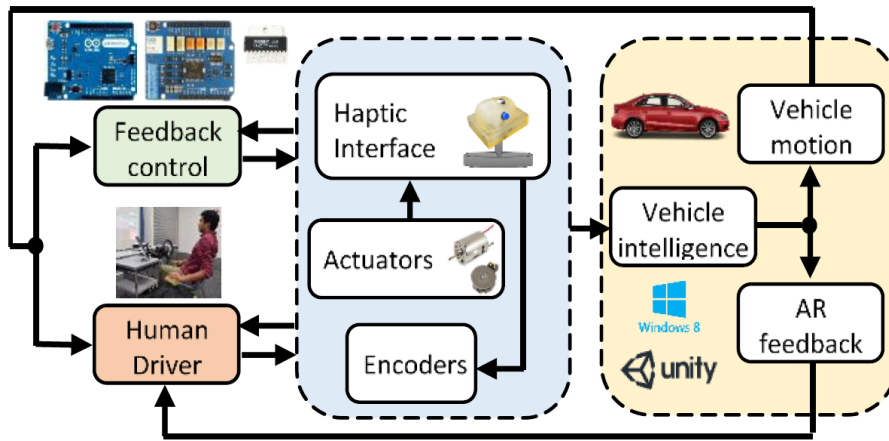 Feedback
control
Human
Driver
Haptic
Interface
Actuators
Encoders
Vehicle
intelligence
Vehicle
motion
AR
feedback
Windows 8
unity